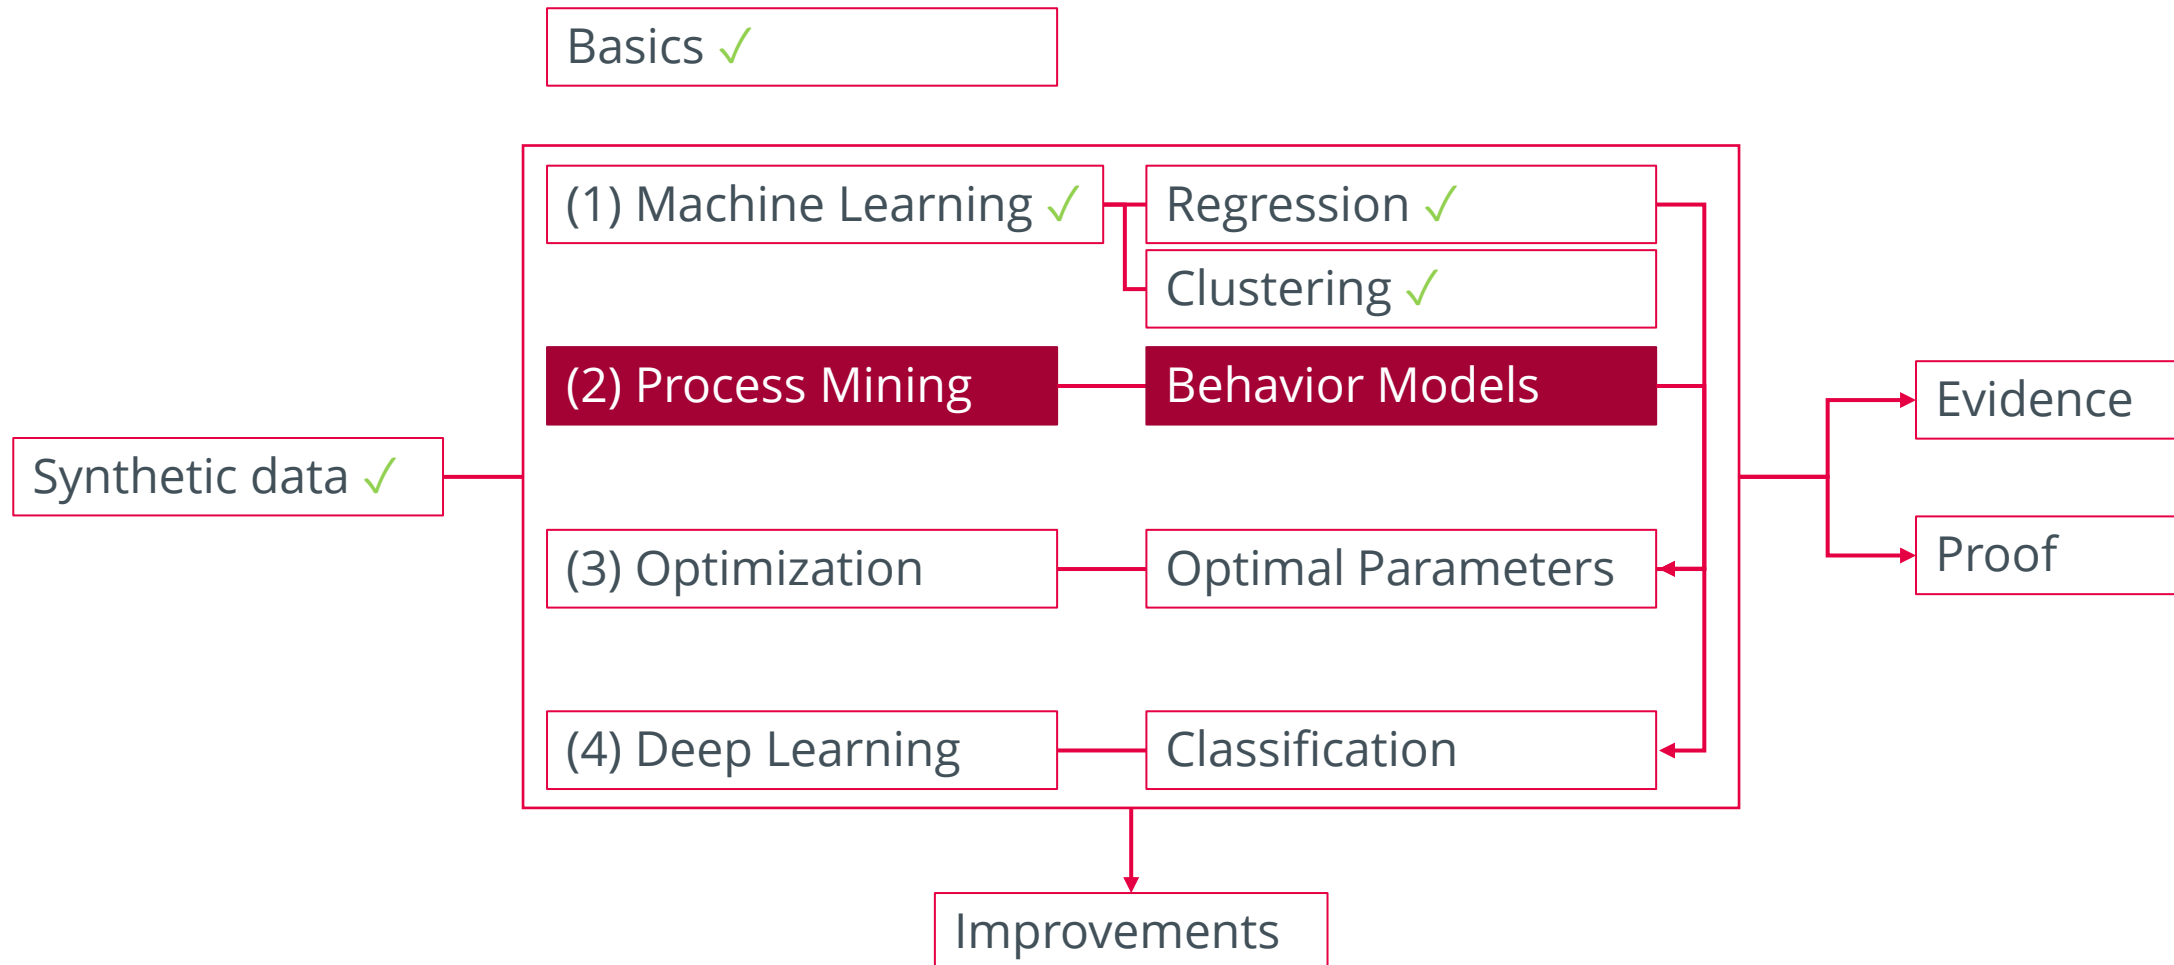 Basics ✓
(1) Machine Learning ✓
Regression ✓
Clustering ✓
(2) Process Mining
Behavior Models
Synthetic data ✓
(3) Optimization
Optimal Parameters
(4) Deep Learning
Classification
Evidence
Proof
Improvements